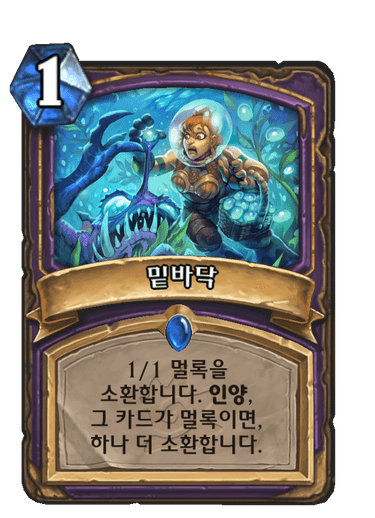 1
밑바닥
1/1 멀록을
소환합니다. 인양,
그 카드가 멀록이면,
하나 더 소환합니다.